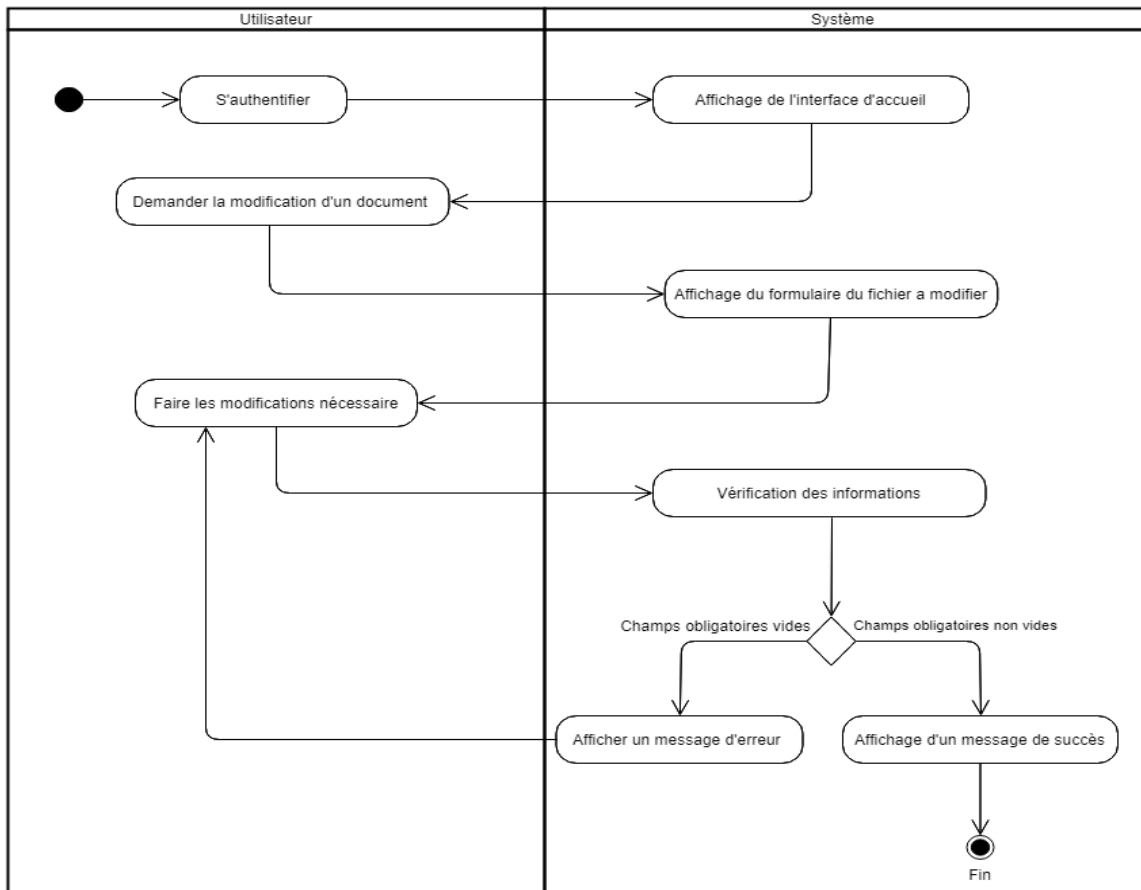 Utilisateur
Système
S'authentifier
Affichage de l'interface d'accueil
Demander la modification d'un document
Affichage du formulaire du fichier a modifier
Faire les modifications nécessaire
Vérification des informations
Champs obligatoires vides
Champs obligatoires non vides
Afficher un message d'erreur
Affichage d'un message de succès
Fin